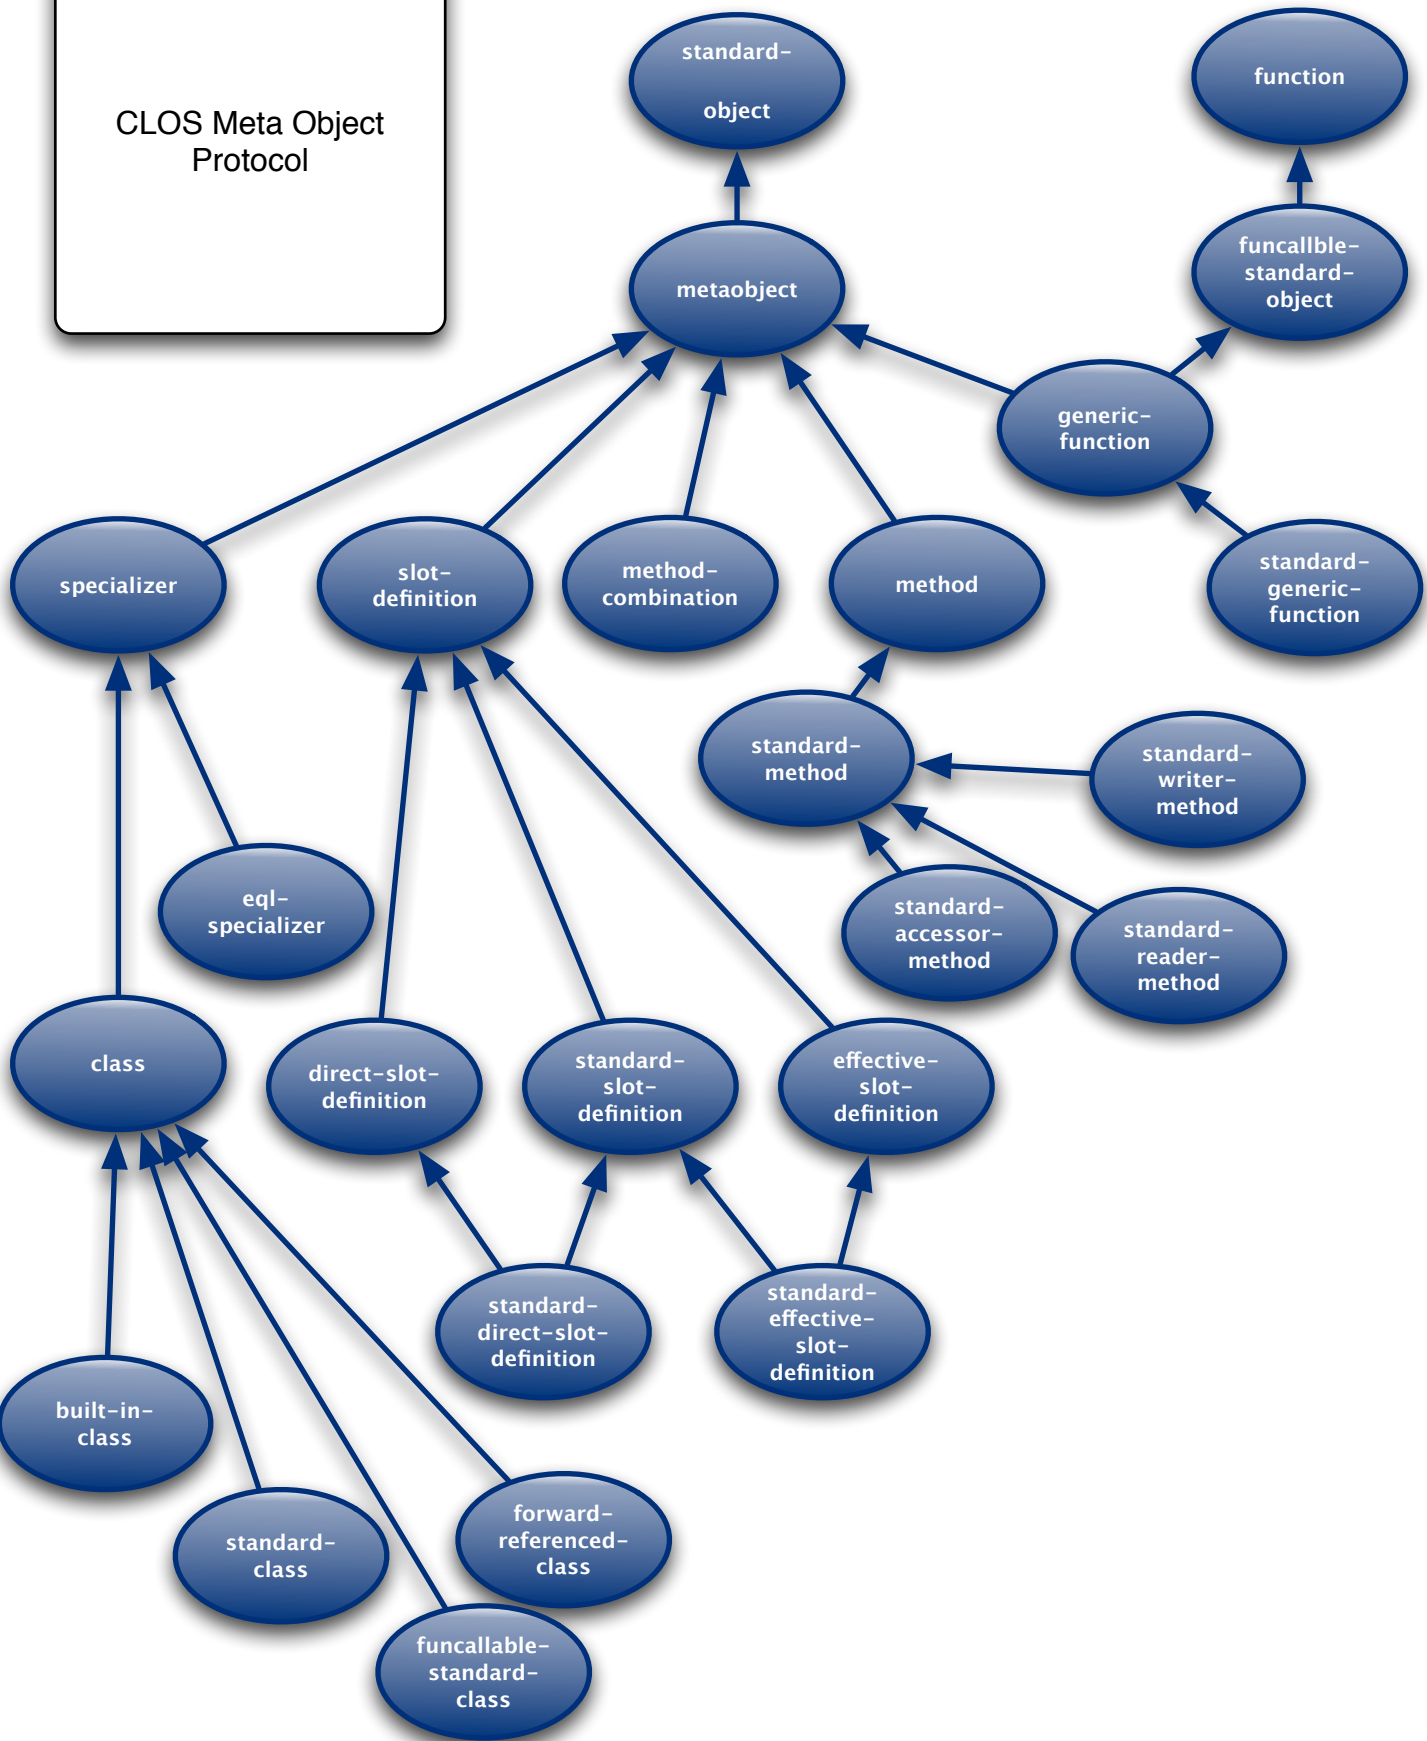 CLOS Meta Object
Protocol
standard-
object
function
metaobject
funcallble-
standard-
object
generic-
function
specializer
slot-
definition
method-
combination
method
standard-
generic-
function
standard-
method
standard-
writer-
method
eql-
specializer
standard-
accessor-
method
standard-
reader-
method
class
direct-slot-
definition
standard-
slot-
definition
effective-
slot-
definition
standard-
direct-slot-
definition
standard-
effective-
slot-
definition
built-in-
class
standard-
class
forward-
referenced-
class
funcallable-
standard-
class